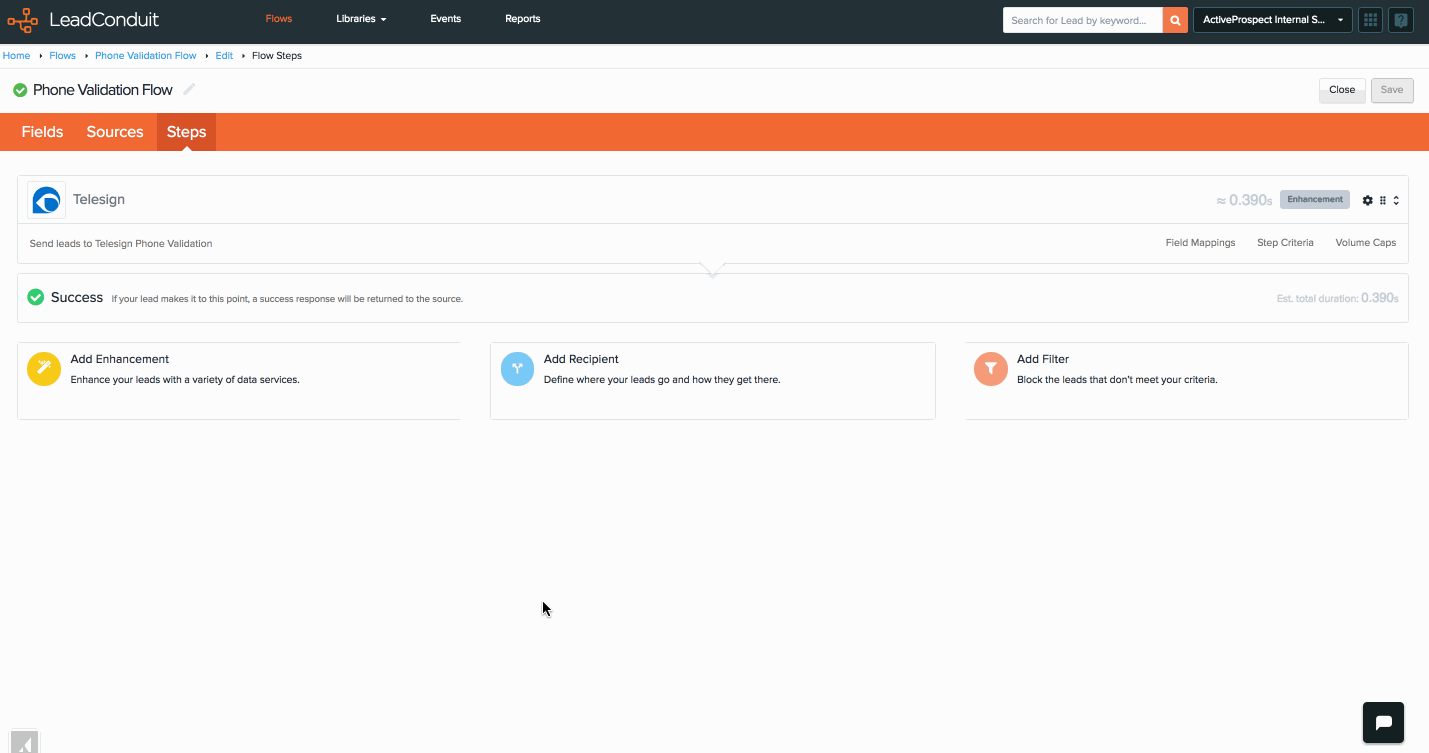 LeadConduit
Flows Libraries Events Reports
Search for Lead by keyword... ActiveProspect Internal S...
Home Flows Phone Validation Flow Edit Flow Steps
Phone Validation Flow
Close Save
Fields Sources Steps
Telesign
≈ 0.390s Enhancement
Send leads to Telesign Phone Validation
Field Mappings Step Criteria Volume Caps
Success If your lead makes it to this point, a success response will be returned to the source.
Est. total duration: 0.390s
Add Enhancement
Enhance your leads with a variety of data services.
Add Recipient
Define where your leads go and how they get there.
Add Filter
Block the leads that don't meet your criteria.